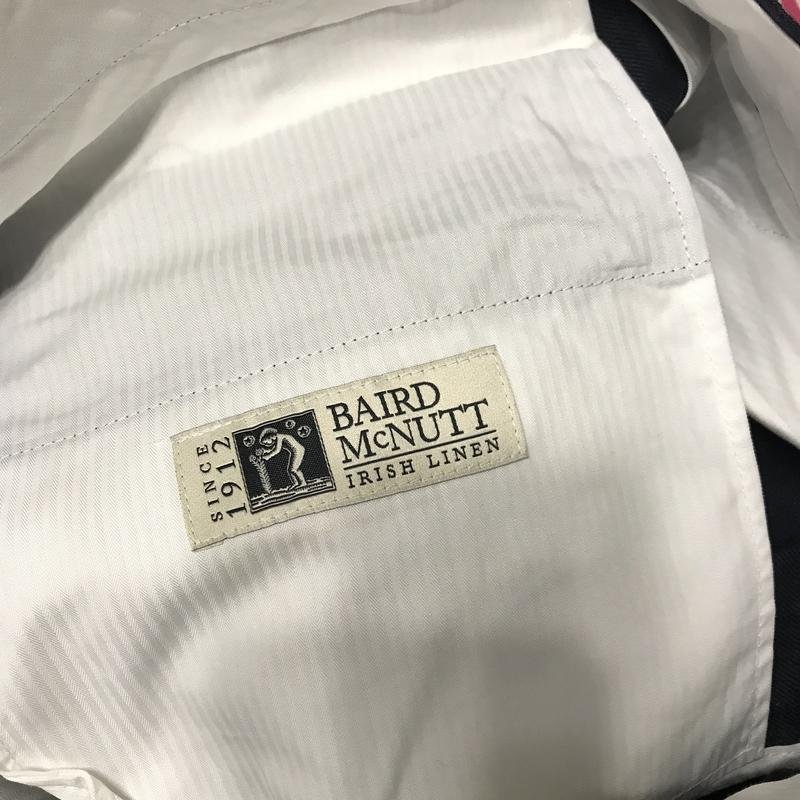 SINCE
1912
BAIRD
McNUTT
IRISH LINEN